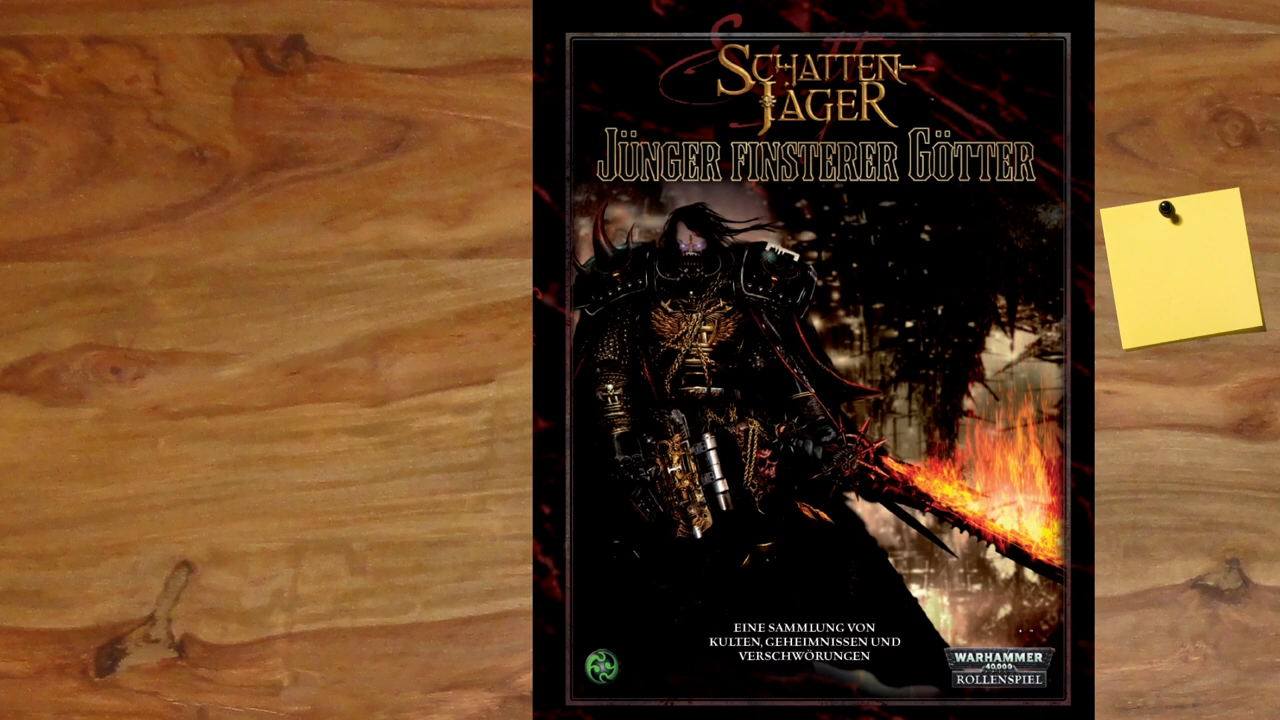 SCHATTEN-
JÄGER
JÜNGER FINSTERER GÖTTER
EINE SAMMLUNG VON
KULTEN, GEHEIMNISSEN UND
VERSCHWÖRUNGEN
WARHAMMER
40,000
ROLLENSPIEL